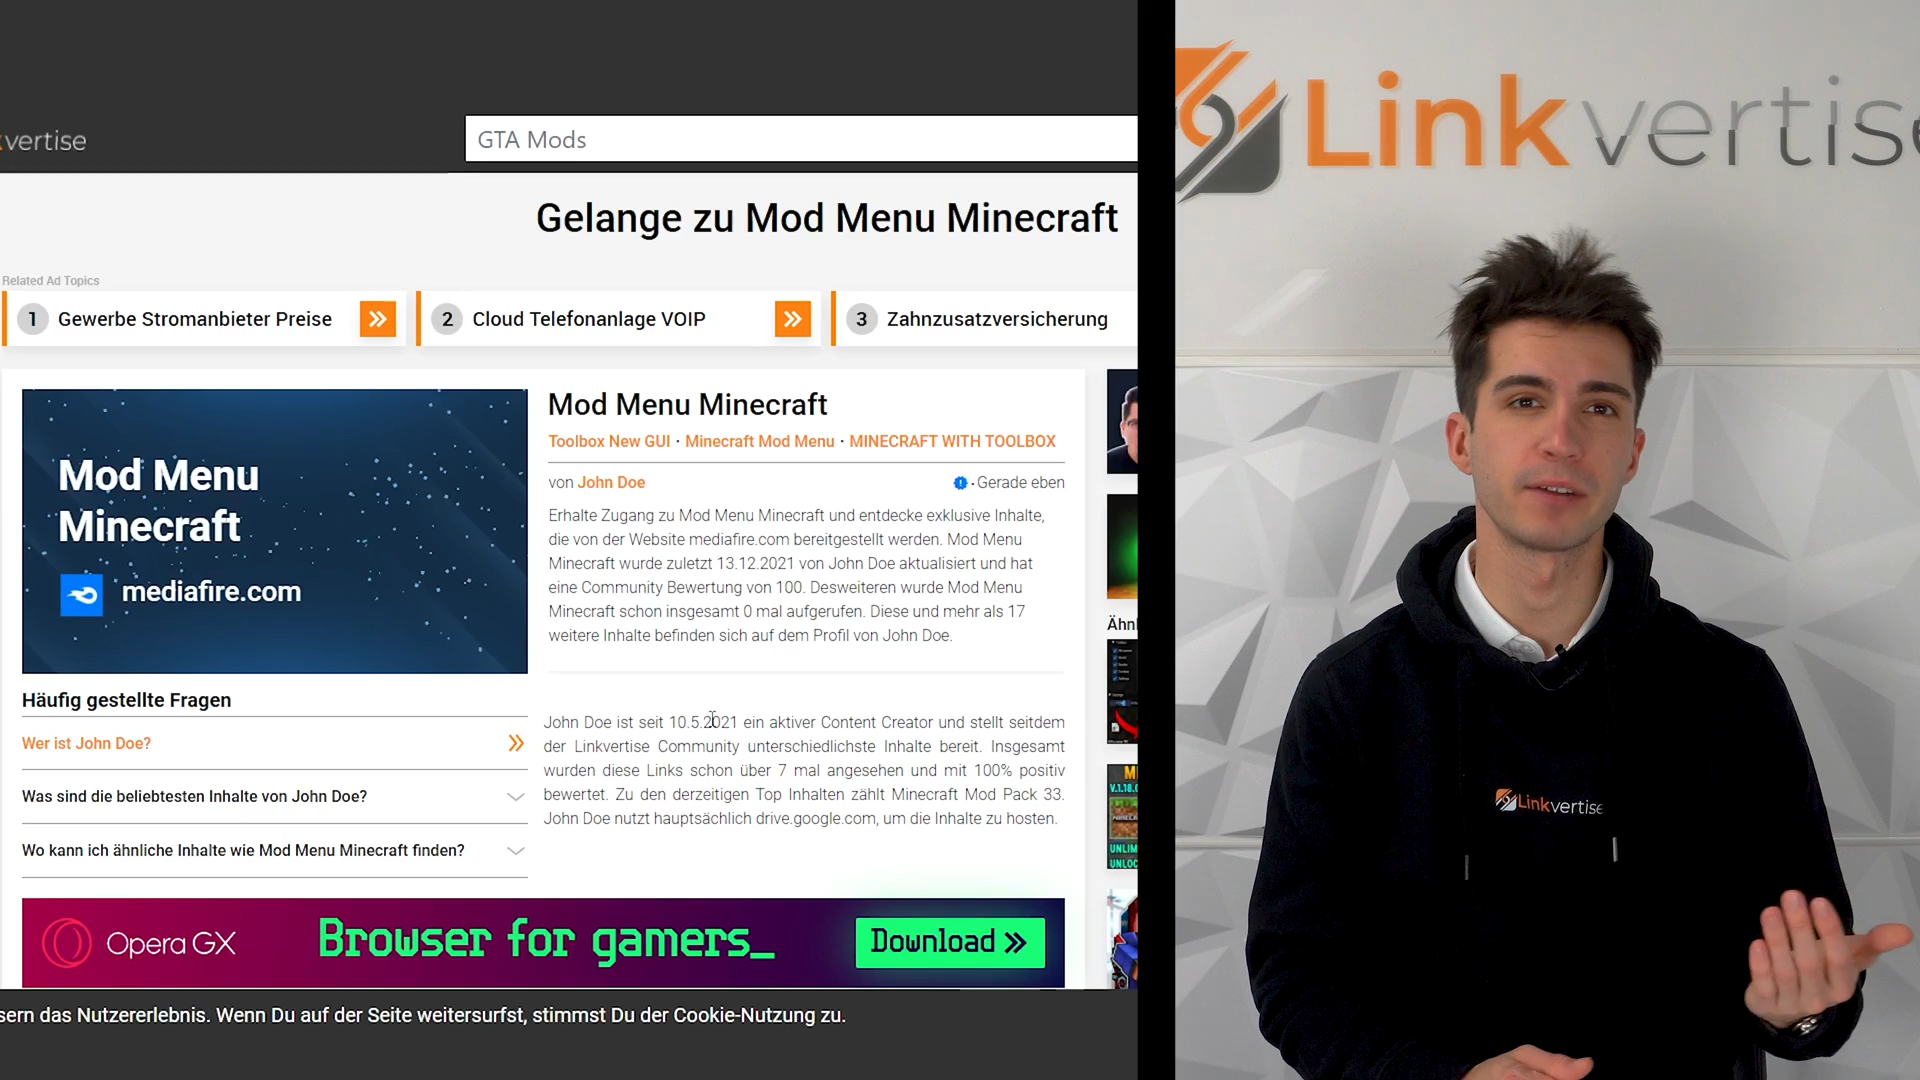 vertise
GTA Mods
Gelange zu Mod Menu Minecraft
Related Ad Topics
1 Gewerbe Stromanbieter Preise
2 Cloud Telefonanlage VOIP
3 Zahnzusatzversicherung
Mod Menu
Minecraft
mediafire.com
Mod Menu Minecraft
Toolbox New GUI · Minecraft Mod Menu · MINECRAFT WITH TOOLBOX
von John Doe
· Gerade eben
Erhalte Zugang zu Mod Menu Minecraft und entdecke exklusive Inhalte,
die von der Website mediafire.com bereitgestellt werden. Mod Menu
Minecraft wurde zuletzt 13.12.2021 von John Doe aktualisiert und hat
eine Community Bewertung von 100. Desweiteren wurde Mod Menu
Minecraft schon insgesamt 0 mal aufgerufen. Diese und mehr als 17
weitere Inhalte befinden sich auf dem Profil von John Doe.
Häufig gestellte Fragen
Wer ist John Doe?
Was sind die beliebtesten Inhalte von John Doe?
Wo kann ich ähnliche Inhalte wie Mod Menu Minecraft finden?
John Doe ist seit 10.5.2021 ein aktiver Content Creator und stellt seitdem
der Linkvertise Community unterschiedlichste Inhalte bereit. Insgesamt
wurden diese Links schon über 7 mal angesehen und mit 100% positiv
bewertet. Zu den derzeitigen Top Inhalten zählt Minecraft Mod Pack 33.
John Doe nutzt hauptsächlich drive.google.com, um die Inhalte zu hosten.
Ähnl
V.1.18.0
UNLIM
UNLOC
Opera GX
Browser for gamers_
Download
sern das Nutzererlebnis. Wenn Du auf der Seite weitersurfst, stimmst Du der Cookie-Nutzung zu.
Linkvertise
Linkvertise